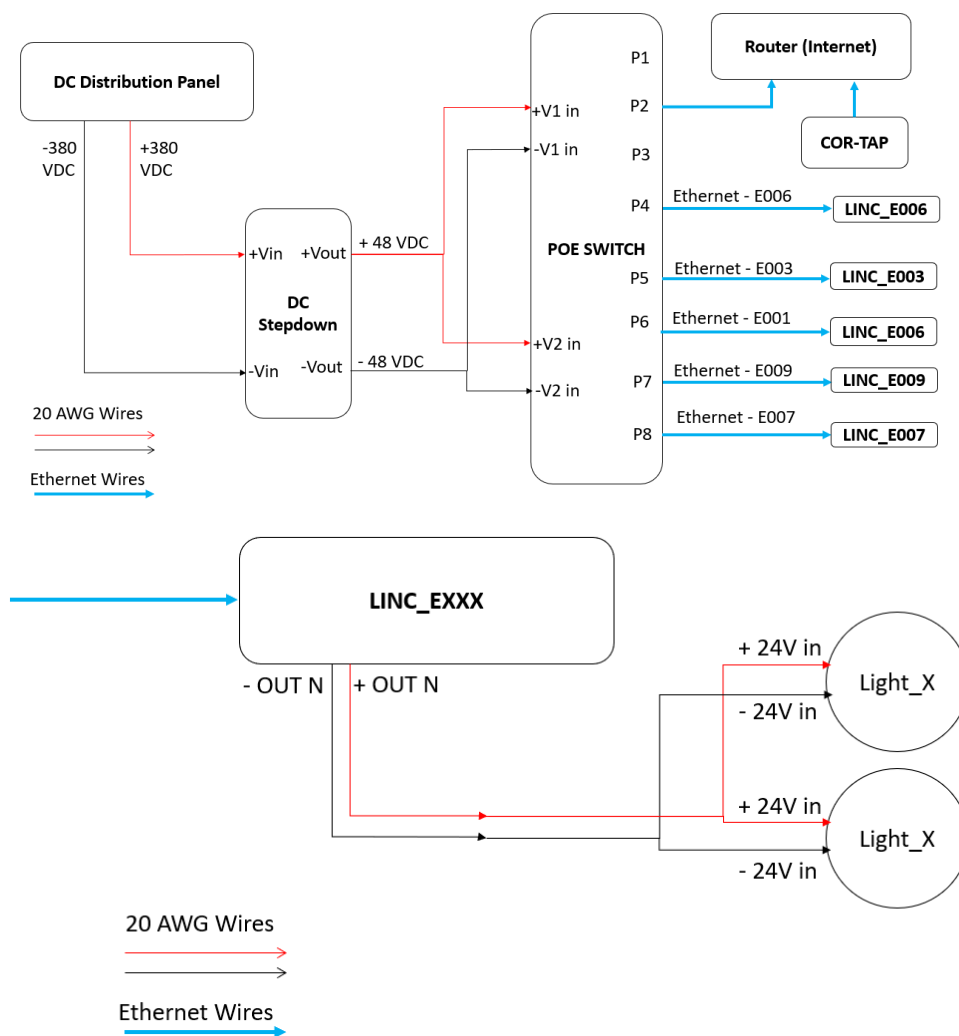 DC Distribution Panel
-380
VDC
+380
VDC
+Vin
-Vin
DC
Stepdown
+Vout
-Vout
+ 48 VDC
- 48 VDC
+V1 in
-V1 in
+V2 in
-V2 in
POE SWITCH
P1
P2
P3
P4
P5
P6
P7
P8
Router (Internet)
COR-TAP
Ethernet - E006
LINC_E006
Ethernet - E003
LINC_E003
Ethernet - E001
LINC_E006
Ethernet - E009
LINC_E009
Ethernet - E007
LINC_E007
20 AWG Wires
Ethernet Wires
LINC_EXXX
- OUT N
+ OUT N
+ 24V in
- 24V in
Light_X
+ 24V in
- 24V in
Light_X
20 AWG Wires
Ethernet Wires